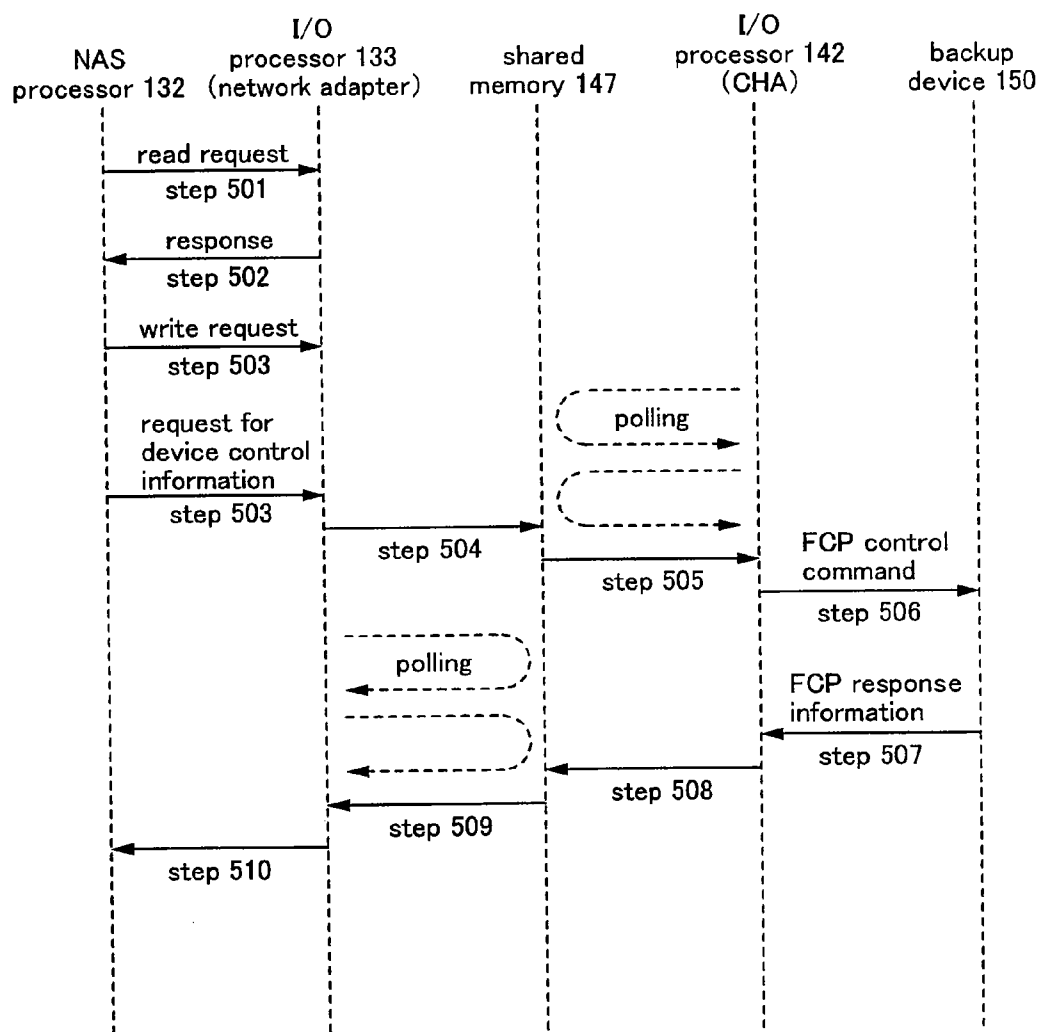 NAS
processor 132
I/O
processor 133
(network adapter)
shared
memory 147
I/O
processor 142
(CHA)
backup
device 150
read request
step 501
response
step 502
write request
step 503
polling
request for
device control
information
step 503
step 504
step 505
FCP control
command
step 506
polling
FCP response
information
step 507
step 508
step 509
step 510